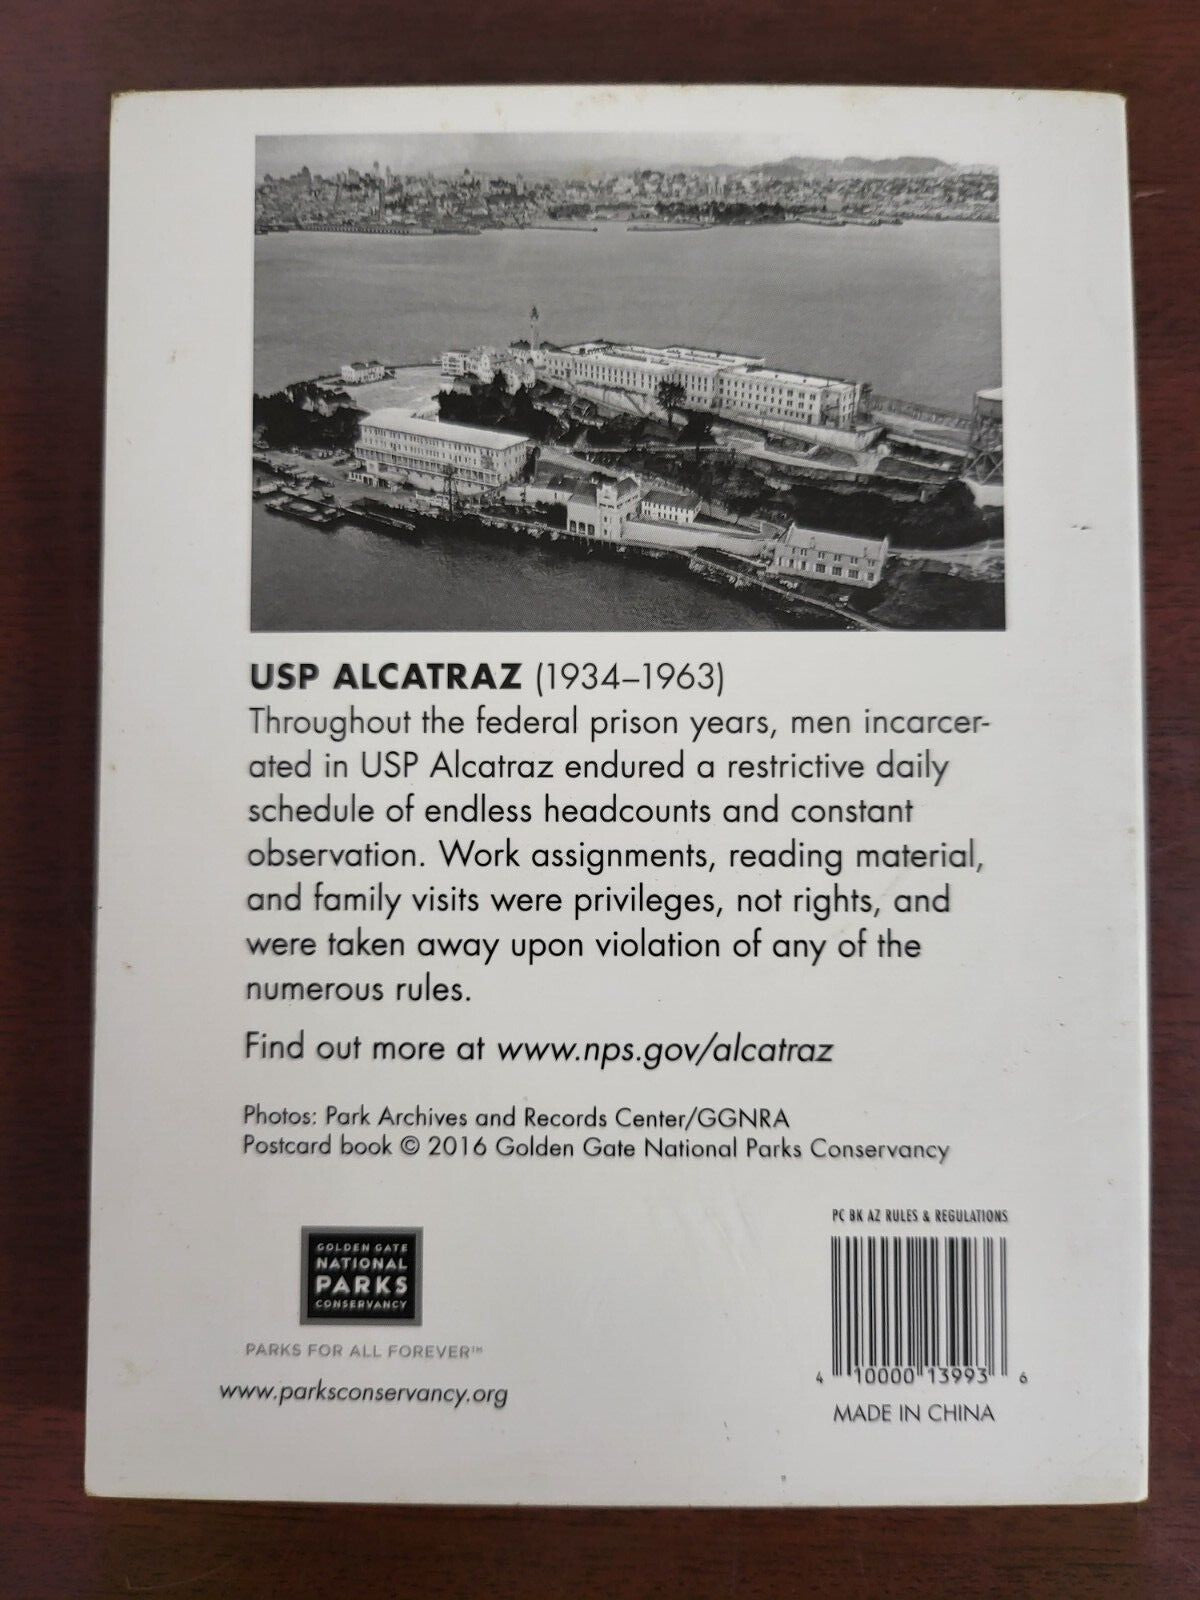 USP ALCATRAZ (1934–1963)
Throughout the federal prison years, men incarcer-
ated in USP Alcatraz endured a restrictive daily
schedule of endless headcounts and constant
observation. Work assignments, reading material,
and family visits were privileges, not rights, and
were taken away upon violation of any of the
numerous rules.
Find out more at www.nps.gov/alcatraz
Photos: Park Archives and Records Center/GGNRA
Postcard book © 2016 Golden Gate National Parks Conservancy
GOLDEN GATE
NATIONAL
PARKS
CONSERVANCY
PARKS FOR ALL FOREVER™
www.parksconservancy.org
PC BK AZ RULES & REGULATIONS
4 10000 13993 6
MADE IN CHINA